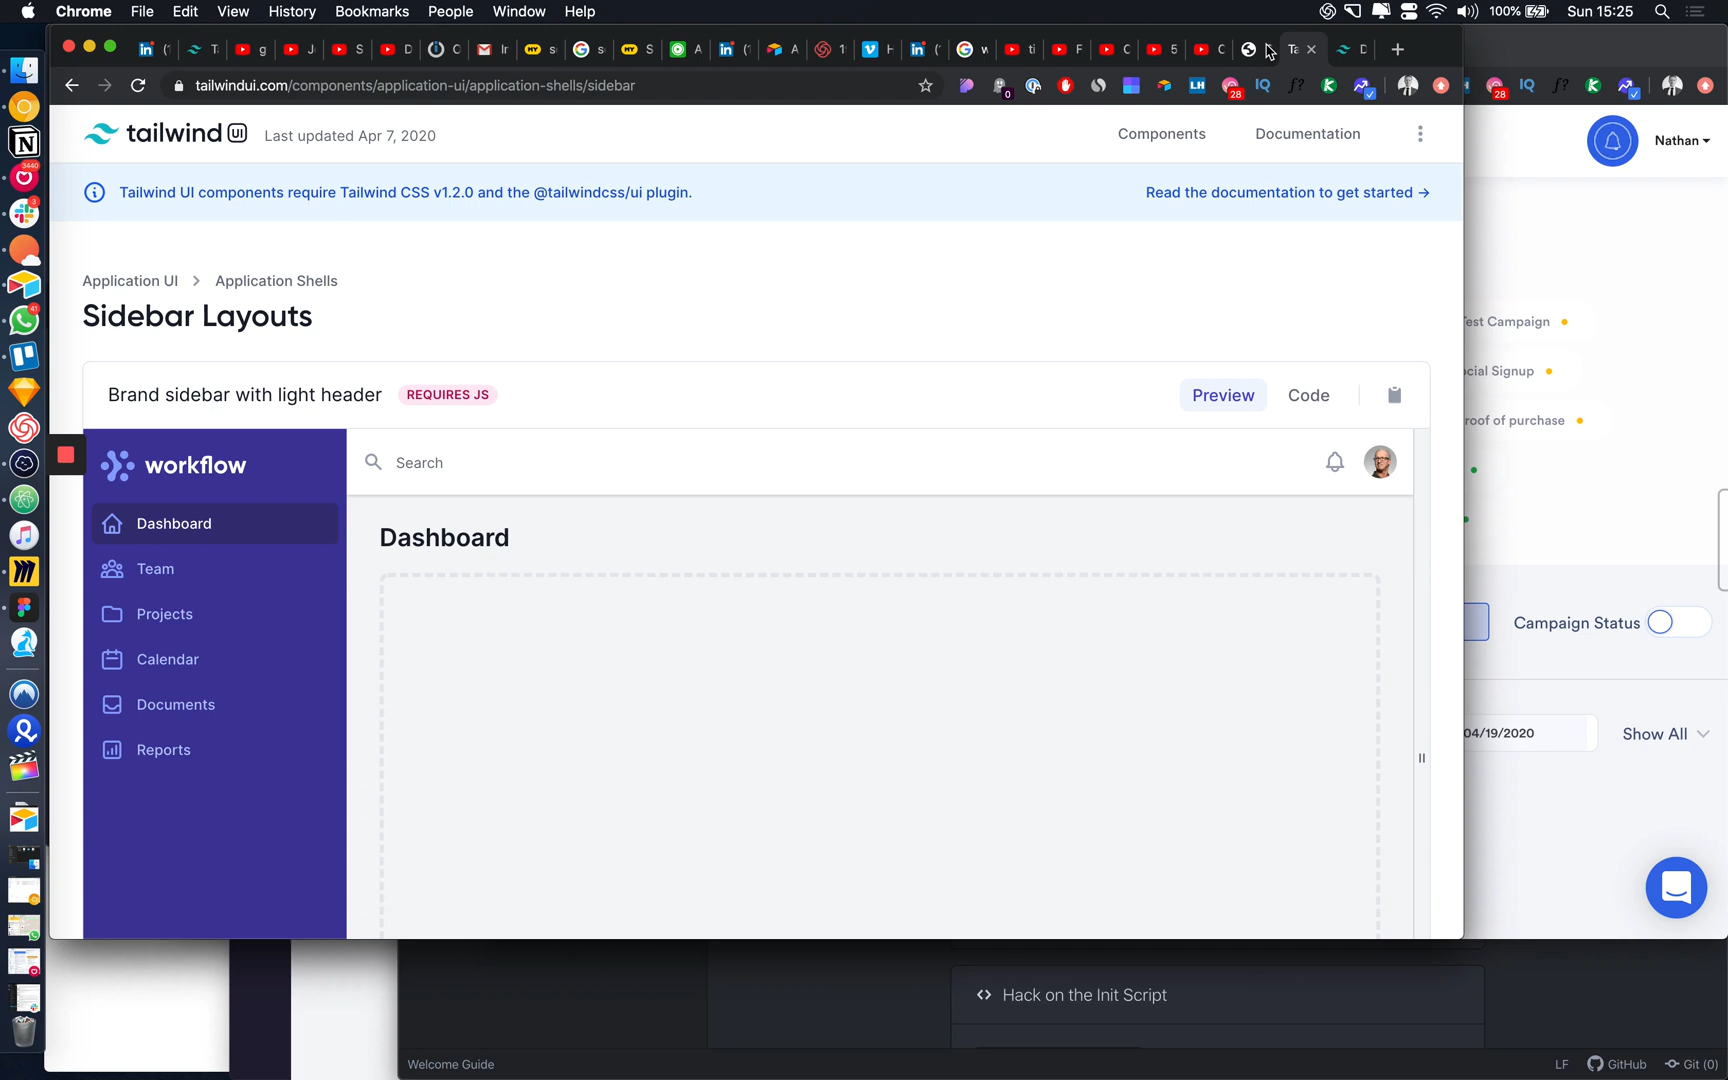 Chrome File Edit View History Bookmarks People Window Help
100% Sun 15:25
tailwindui.com/components/application-ui/application-shells/sidebar
tailwind UI Last updated Apr 7, 2020
Components Documentation
Nathan
Tailwind UI components require Tailwind CSS v1.2.0 and the @tailwindcss/ui plugin.
Read the documentation to get started →
Application UI > Application Shells
Sidebar Layouts
Brand sidebar with light header REQUIRES JS
Preview Code
workflow
Search
Dashboard
Team
Projects
Calendar
Documents
Reports
Dashboard
Test Campaign
cial Signup
roof of purchase
Campaign Status
04/19/2020
Show All
<> Hack on the Init Script
Welcome Guide
LF GitHub Git (0)